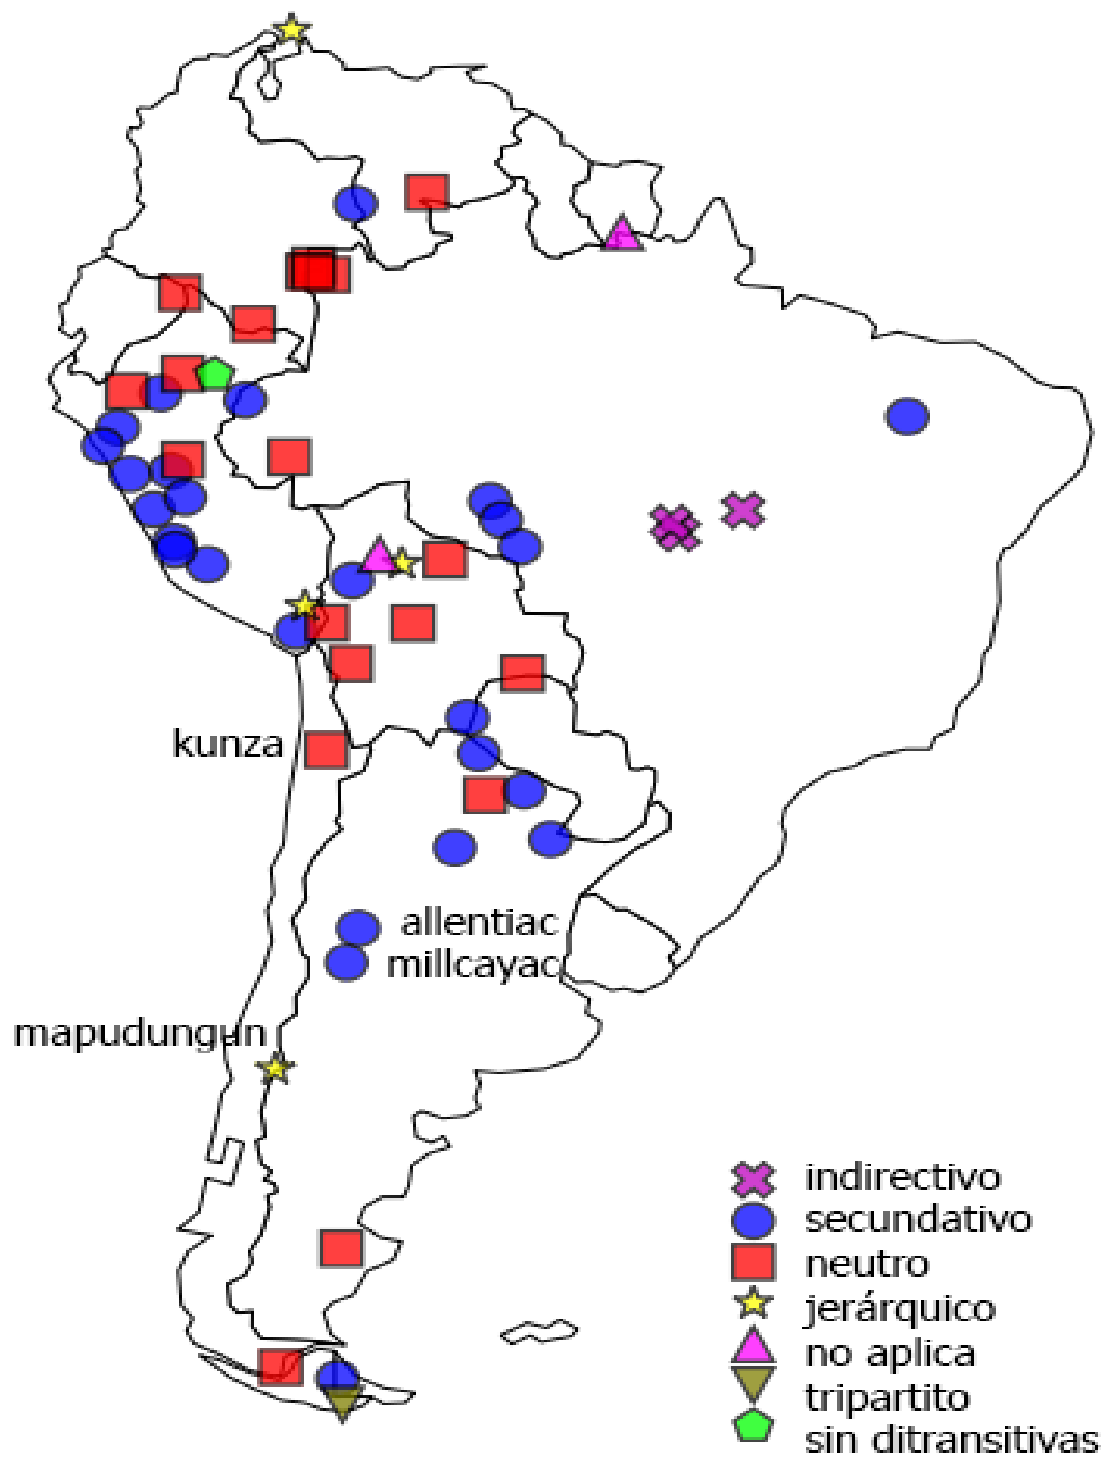 kunza
allentiac
millcayac
mapudungun
indirectivo
secundativo
neutro
jerárquico
no aplica
tripartito
sin ditransitivas